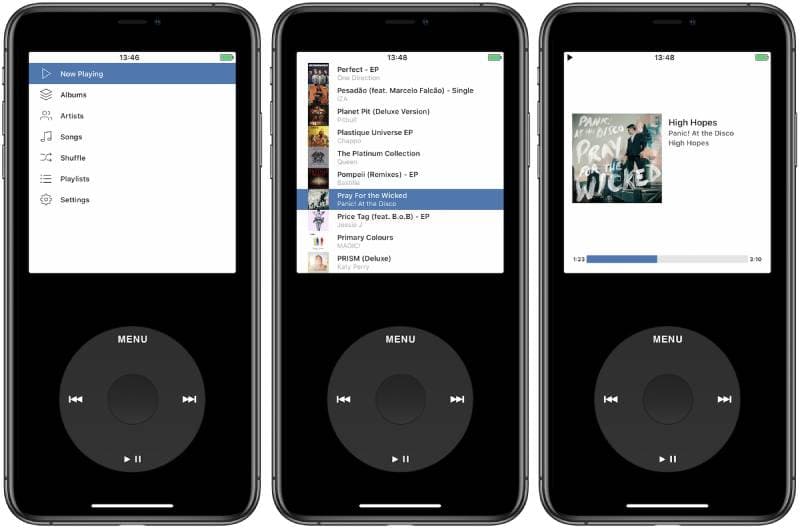 13:46
Now Playing
Albums
Artists
Songs
Shuffle
Playlists
Settings
MENU
13:48
Perfect - EP
One Direction
Pesadão (feat. Marcelo Falcão) - Single
IZA
Planet Pit (Deluxe Version)
Pitbull
Plastique Universe EP
Chappo
The Platinum Collection
Queen
Pompeii (Remixes) - EP
Bastille
Pray For the Wicked
Panic! At the Disco
Price Tag (feat. B.o.B) - EP
Jessie J
Primary Colours
MAGIC!
PRISM (Deluxe)
Katy Perry
MENU
13:48
PANIC!
AT THE DISCO
PRAY
FOR THE
WICKED
High Hopes
Panic! At the Disco
High Hopes
1:23
3:10
MENU